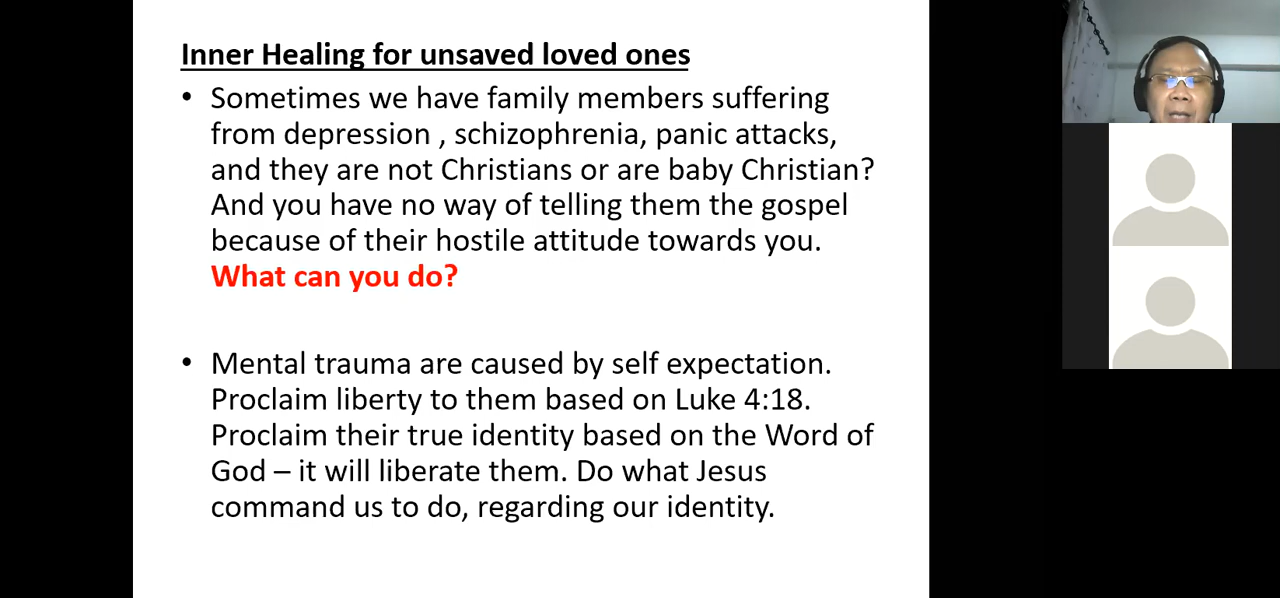 Inner Healing for unsaved loved ones
• Sometimes we have family members suffering
from depression , schizophrenia, panic attacks,
and they are not Christians or are baby Christian?
And you have no way of telling them the gospel
because of their hostile attitude towards you.
What can you do?
• Mental trauma are caused by self expectation.
Proclaim liberty to them based on Luke 4:18.
Proclaim their true identity based on the Word of
God – it will liberate them. Do what Jesus
command us to do, regarding our identity.